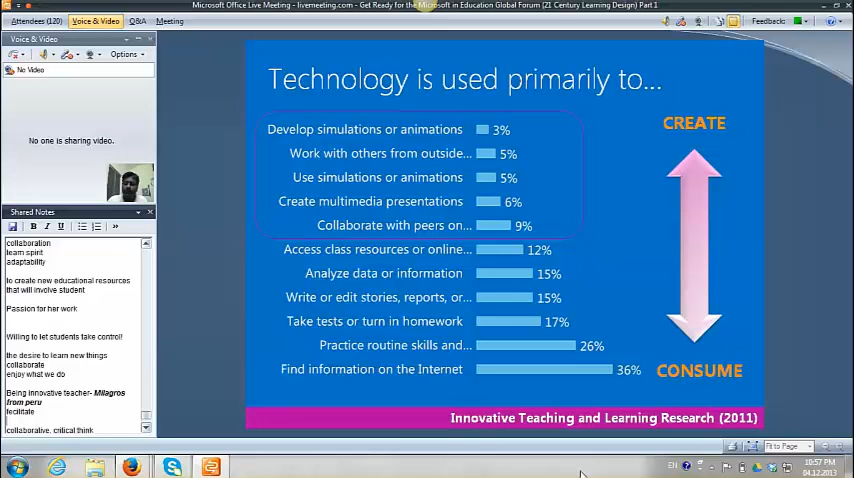 Microsoft Office Live Meeting - livemeeting.com - Get Ready for the Microsoft in Education Global Forum (21 Century Learning Design) Part 1
Attendees (120)
Voice & Video
Q&A
Meeting
Feedback:
Voice & Video
Options
No Video
No one is sharing video.
Shared Notes
B I U
collaboration
learn spirit
adaptability
to create new educational resources
that will involve student
Passion for her work
Willing to let students take control!
the desire to learn new things
collaborate
enjoy what we do
Being innovative teacher- Milagros
from peru
fecilitate
collaborative, critical think
Technology is used primarily to...
Develop simulations or animations 3%
Work with others from outside... 5%
Use simulations or animations 5%
Create multimedia presentations 6%
Collaborate with peers on... 9%
Access class resources or online... 12%
Analyze data or information 15%
Write or edit stories, reports, or... 15%
Take tests or turn in homework 17%
Practice routine skills and... 26%
Find information on the Internet 36%
CREATE
CONSUME
Innovative Teaching and Learning Research (2011)
Fit to Page
EN
10:57 PM
04.12.2013